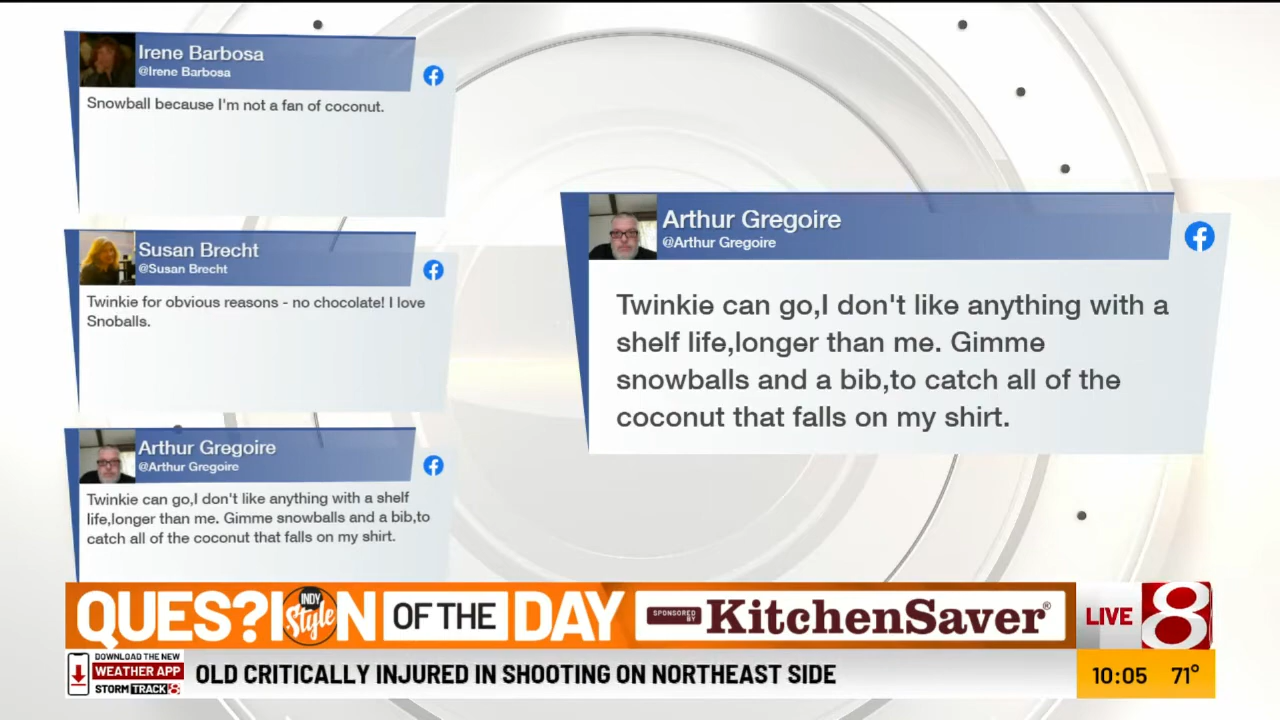 Irene Barbosa
@Irene Barbosa
Snowball because I'm not a fan of coconut.
Susan Brecht
@Susan Brecht
Twinkie for obvious reasons - no chocolate! I love
Snoballs.
Arthur Gregoire
@Arthur Gregoire
Twinkie can go,I don't like anything with a shelf
life,longer than me. Gimme snowballs and a bib,to
catch all of the coconut that falls on my shirt.
Arthur Gregoire
@Arthur Gregoire
Twinkie can go,I don't like anything with a
shelf life,longer than me. Gimme
snowballs and a bib,to catch all of the
coconut that falls on my shirt.
QUES?ION OF THE DAY
INDY
Style
SPONSORED
BY
KitchenSaver®
LIVE 8
DOWNLOAD THE NEW
WEATHER APP
STORM TRACK 8
OLD CRITICALLY INJURED IN SHOOTING ON NORTHEAST SIDE
10:05 71°